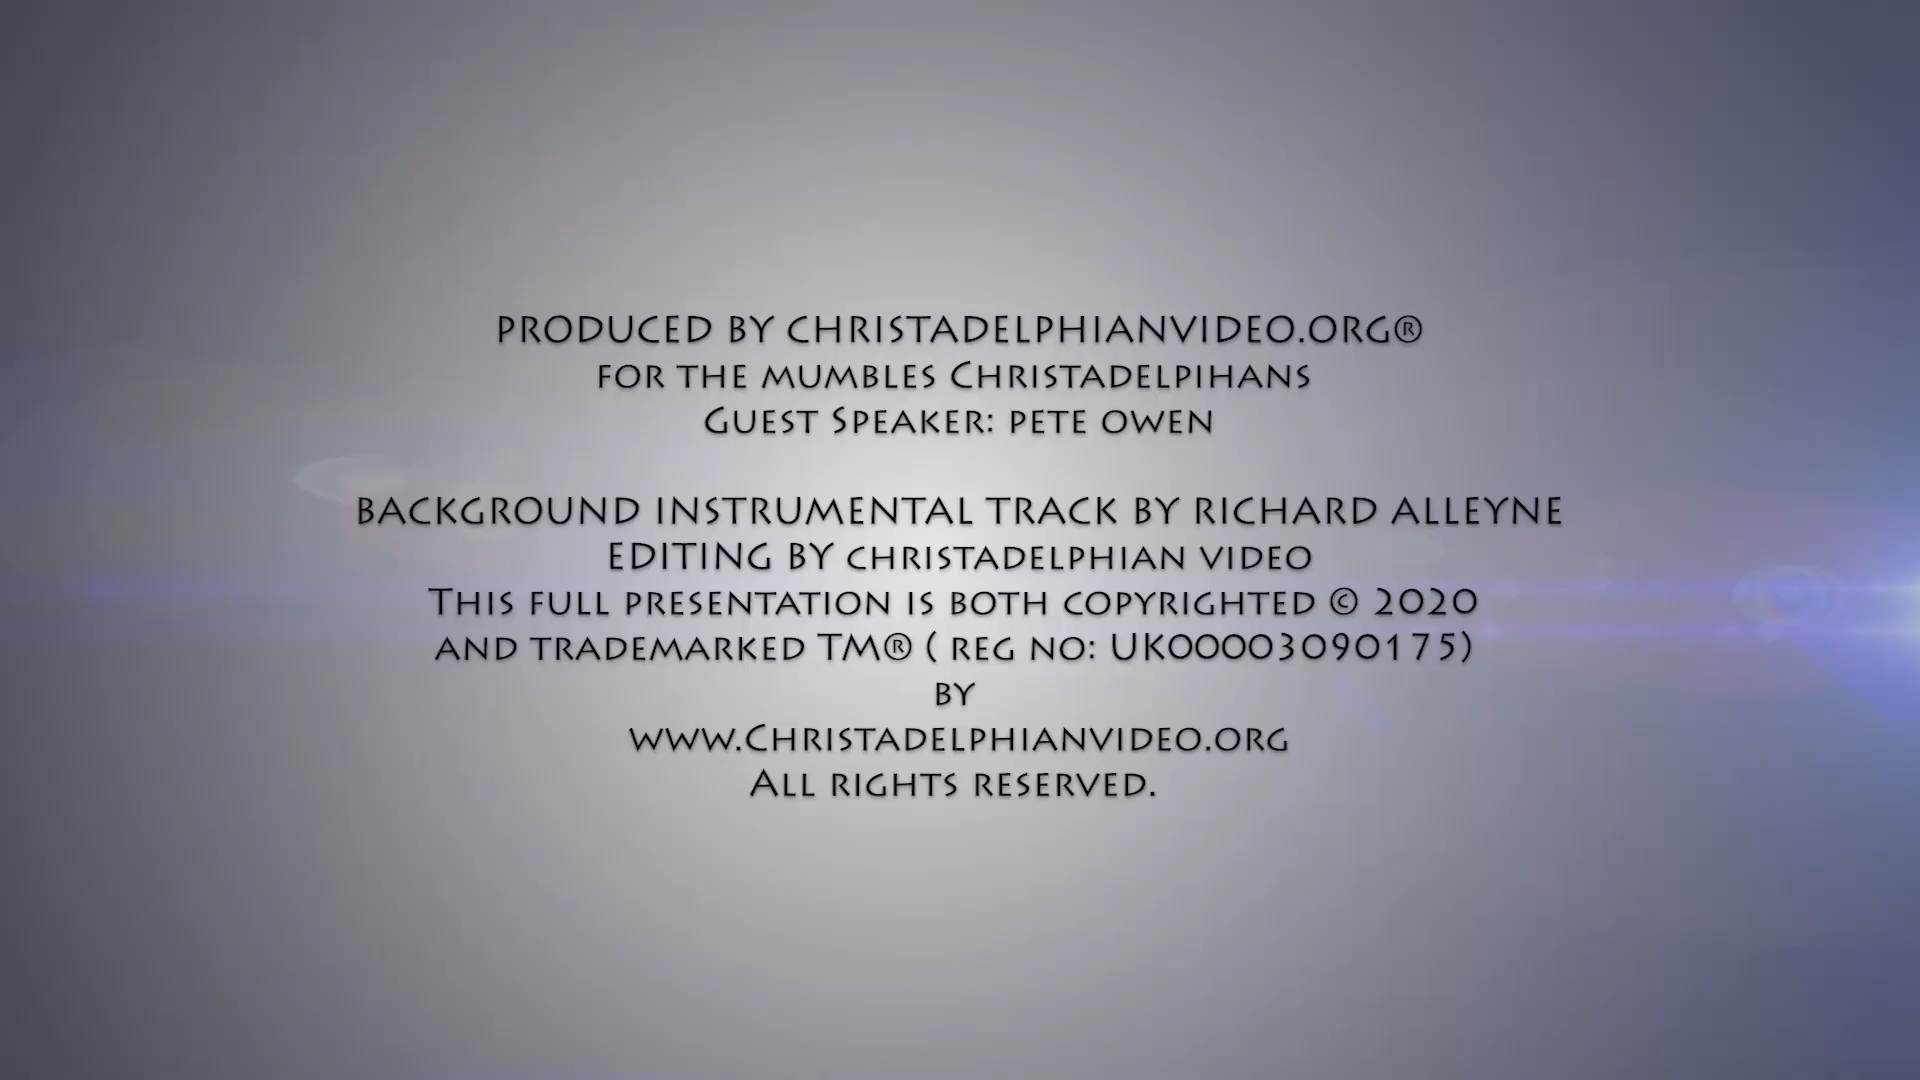 PRODUCED BY CHRISTADELPHIANVIDEO.ORG®
FOR THE MUMBLES CHRISTADELPIHANS
GUEST SPEAKER: PETE OWEN
BACKGROUND INSTRUMENTAL TRACK BY RICHARD ALLEYNE
EDITING BY CHRISTADELPHIAN VIDEO
THIS FULL PRESENTATION IS BOTH COPYRIGHTED © 2020
AND TRADEMARKED TM® ( REG NO: UK00003090175)
BY
WWW.CHRISTADELPHIANVIDEO.ORG
ALL RIGHTS RESERVED.